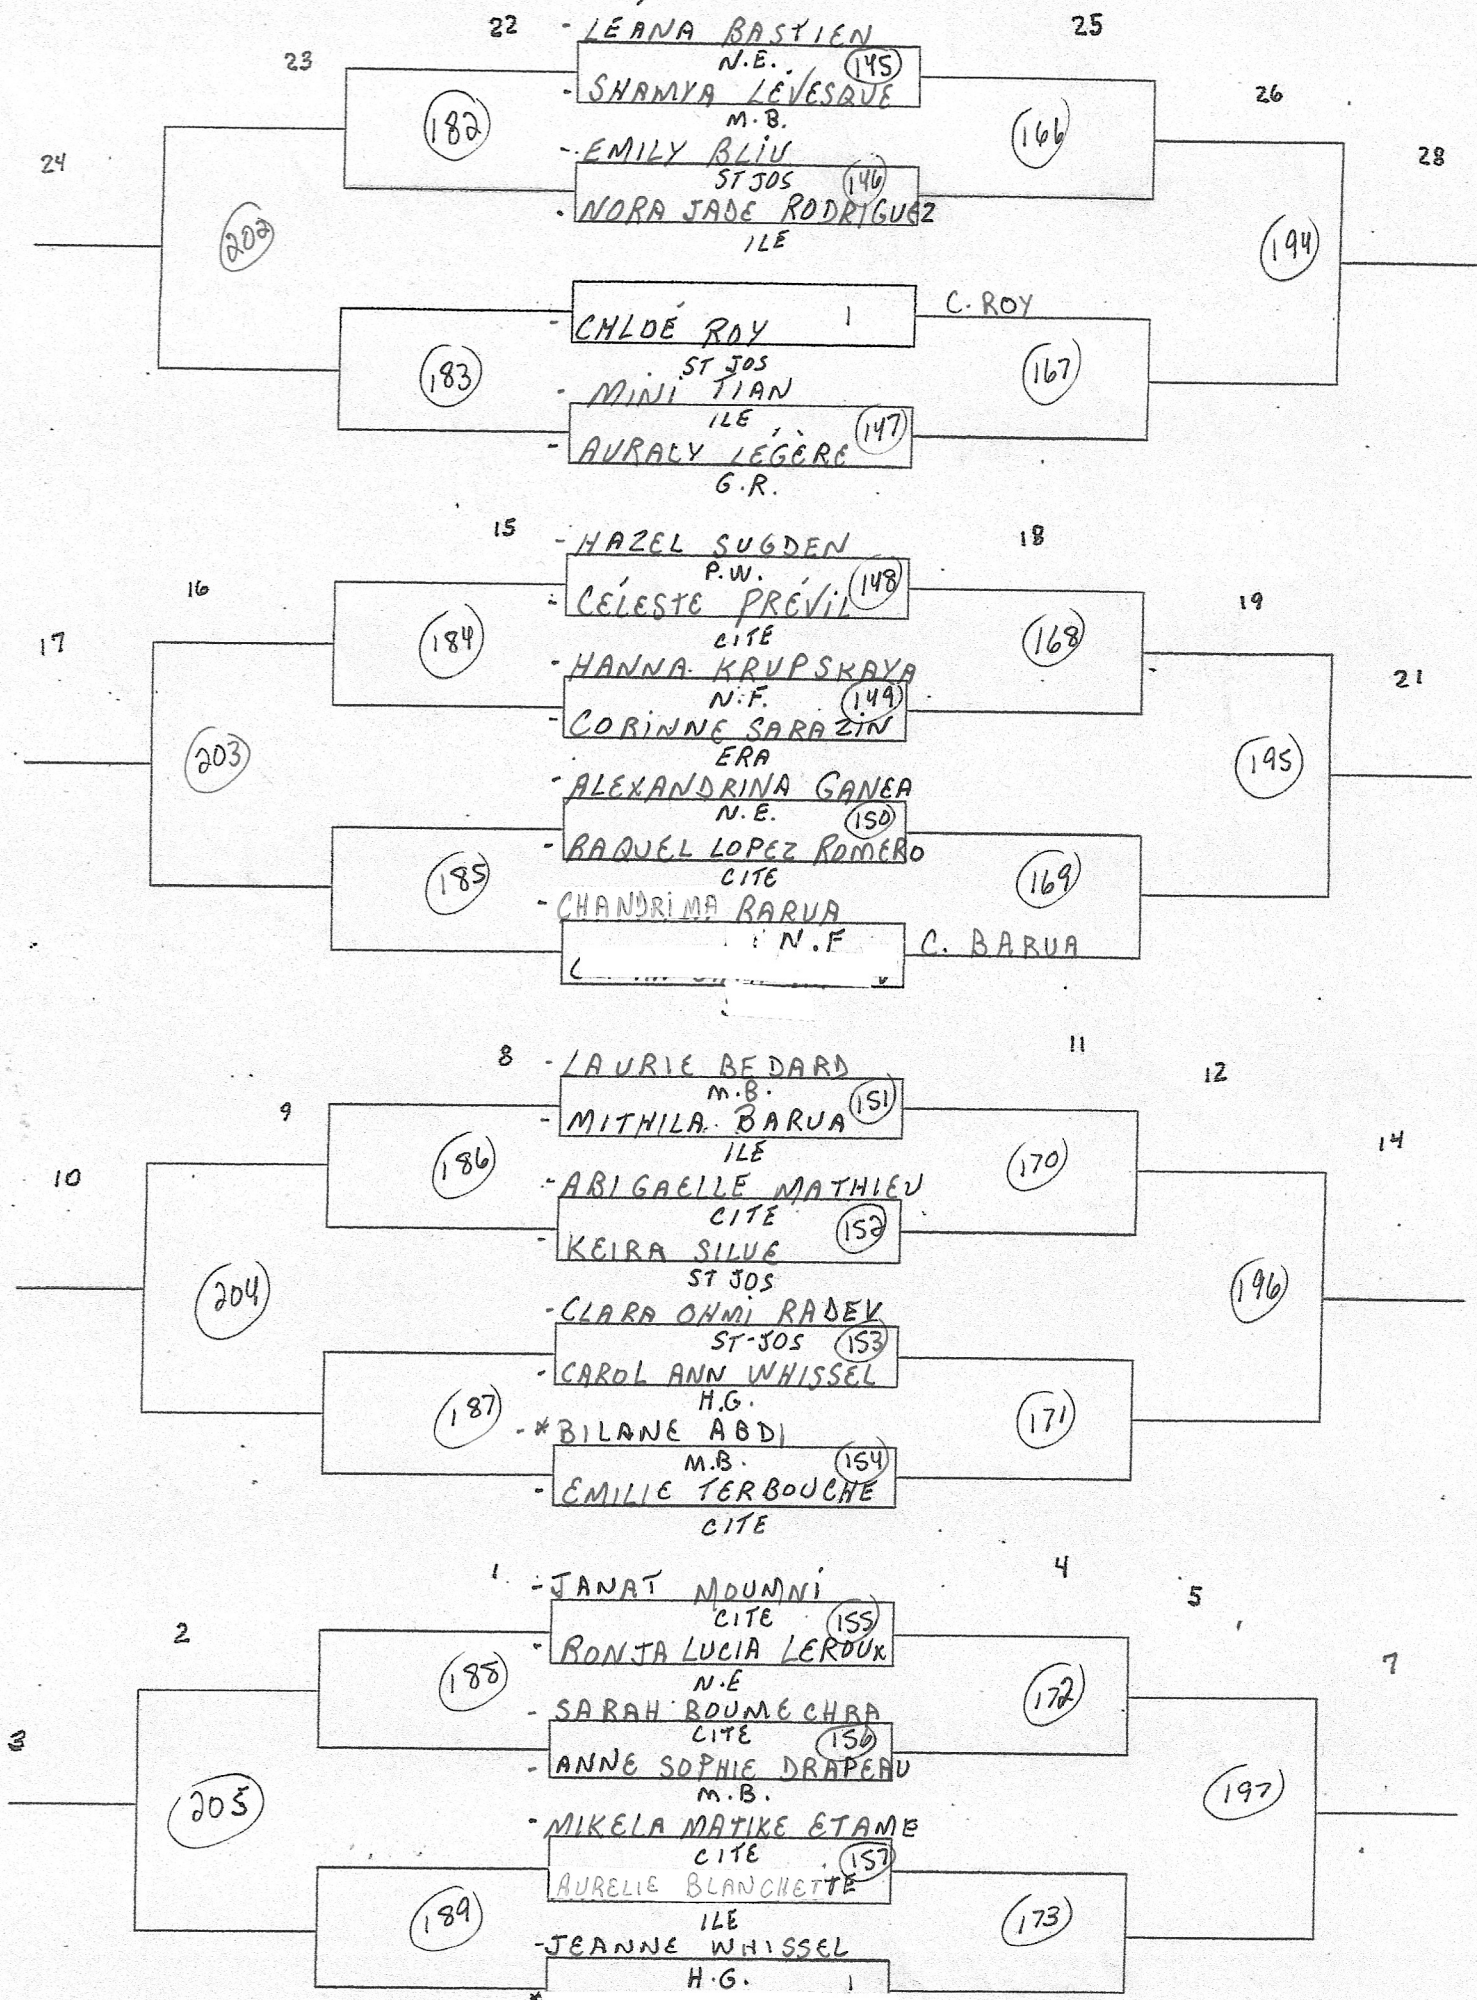 22 - LEANA BASTIEN 25
23 N.E. 145
- SHAMYA LÉVESQUE 26
182 M.B. 166
24 - EMILY BLIU 28
ST JOS 146
- NORA JADE RODRIGUEZ
202 ILE 194
C. ROY
- CHLOÉ ROY 1
183 ST JOS 167
- MINI TIAN
ILE 147
- AURALY LÉGÈRE
G.R.
15 - HAZEL SUGDEN 18
16 P.W. 148
- CÉLESTE PRÉVIL 19
17 184 CITE 168
- HANNA KRUPSKAYA 21
N.F. 149
- CORINNE SARAZIN
203 ERA 195
- ALEXANDRINA GANEA
N.E. 150
- RAQUEL LOPEZ ROMERO
185 CITE 169
- CHANDRIMA BARUA
N.F C. BARUA
8 - LAURIE BEDARD 11
9 M.B. 151 12
- MITHILA BARUA
186 ILE 170 14
10 - ABIGAELLE MATHIEU
CITE 152
- KEIRA SILUE
204 ST JOS 196
- CLARA OHMI RADEV
ST-JOS 153
- CAROL ANN WHISSEL
187 H.G. 171
- * BILANE ABDI
M.B. 154
- EMILIE TERBOUCHE
CITE
1 - JANAT MOUMNI 4
2 CITE 155 5
- RONJA LUCIA LEROUX
188 N.E 172 7
- SARAH BOUMECHRA
3 CITE 156
- ANNE SOPHIE DRAPEAU
205 M.B. 197
- MIKELA MATIKE ETAME
CITE 157
AURELIE BLANCHETTE
189 ILE 173
- JEANNE WHISSEL
H.G. 1
*